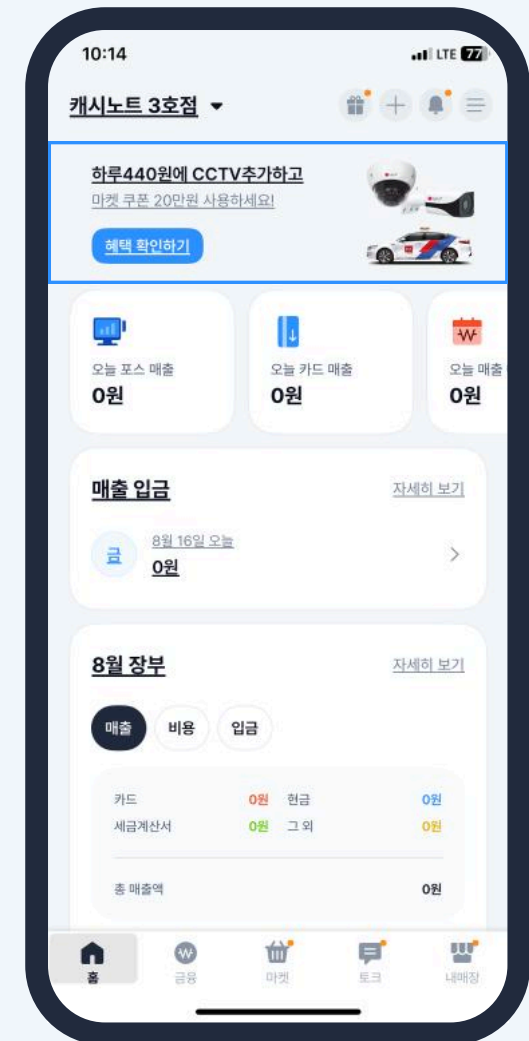 10:14
LTE 77
캐시노트 3호점
하루440원에 CCTV추가하고
마켓 쿠폰 20만원 사용하세요!
혜택 확인하기
오늘 포스 매출
0원
오늘 카드 매출
0원
오늘 매출
0원
매출 입금
자세히 보기
금
8월 16일 오늘
0원
8월 장부
자세히 보기
매출 비용 입금
카드 0원 현금 0원
세금계산서 0원 그 외 0원
총 매출액 0원
홈 금융 마켓 토크 내매장